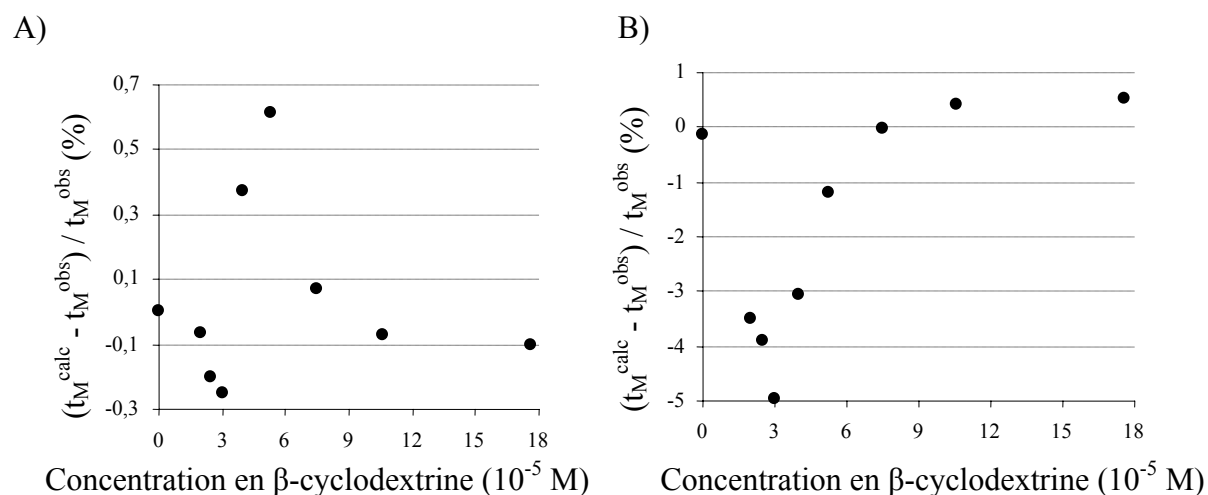 A)
(t_M^calc - t_M^obs) / t_M^obs (%)
0,7
0,5
0,3
0,1
-0,1
-0,3
0 3 6 9 12 15 18
Concentration en β-cyclodextrine (10^-5 M)
B)
(t_M^calc - t_M^obs) / t_M^obs (%)
1
0
-1
-2
-3
-4
-5
0 3 6 9 12 15 18
Concentration en β-cyclodextrine (10^-5 M)